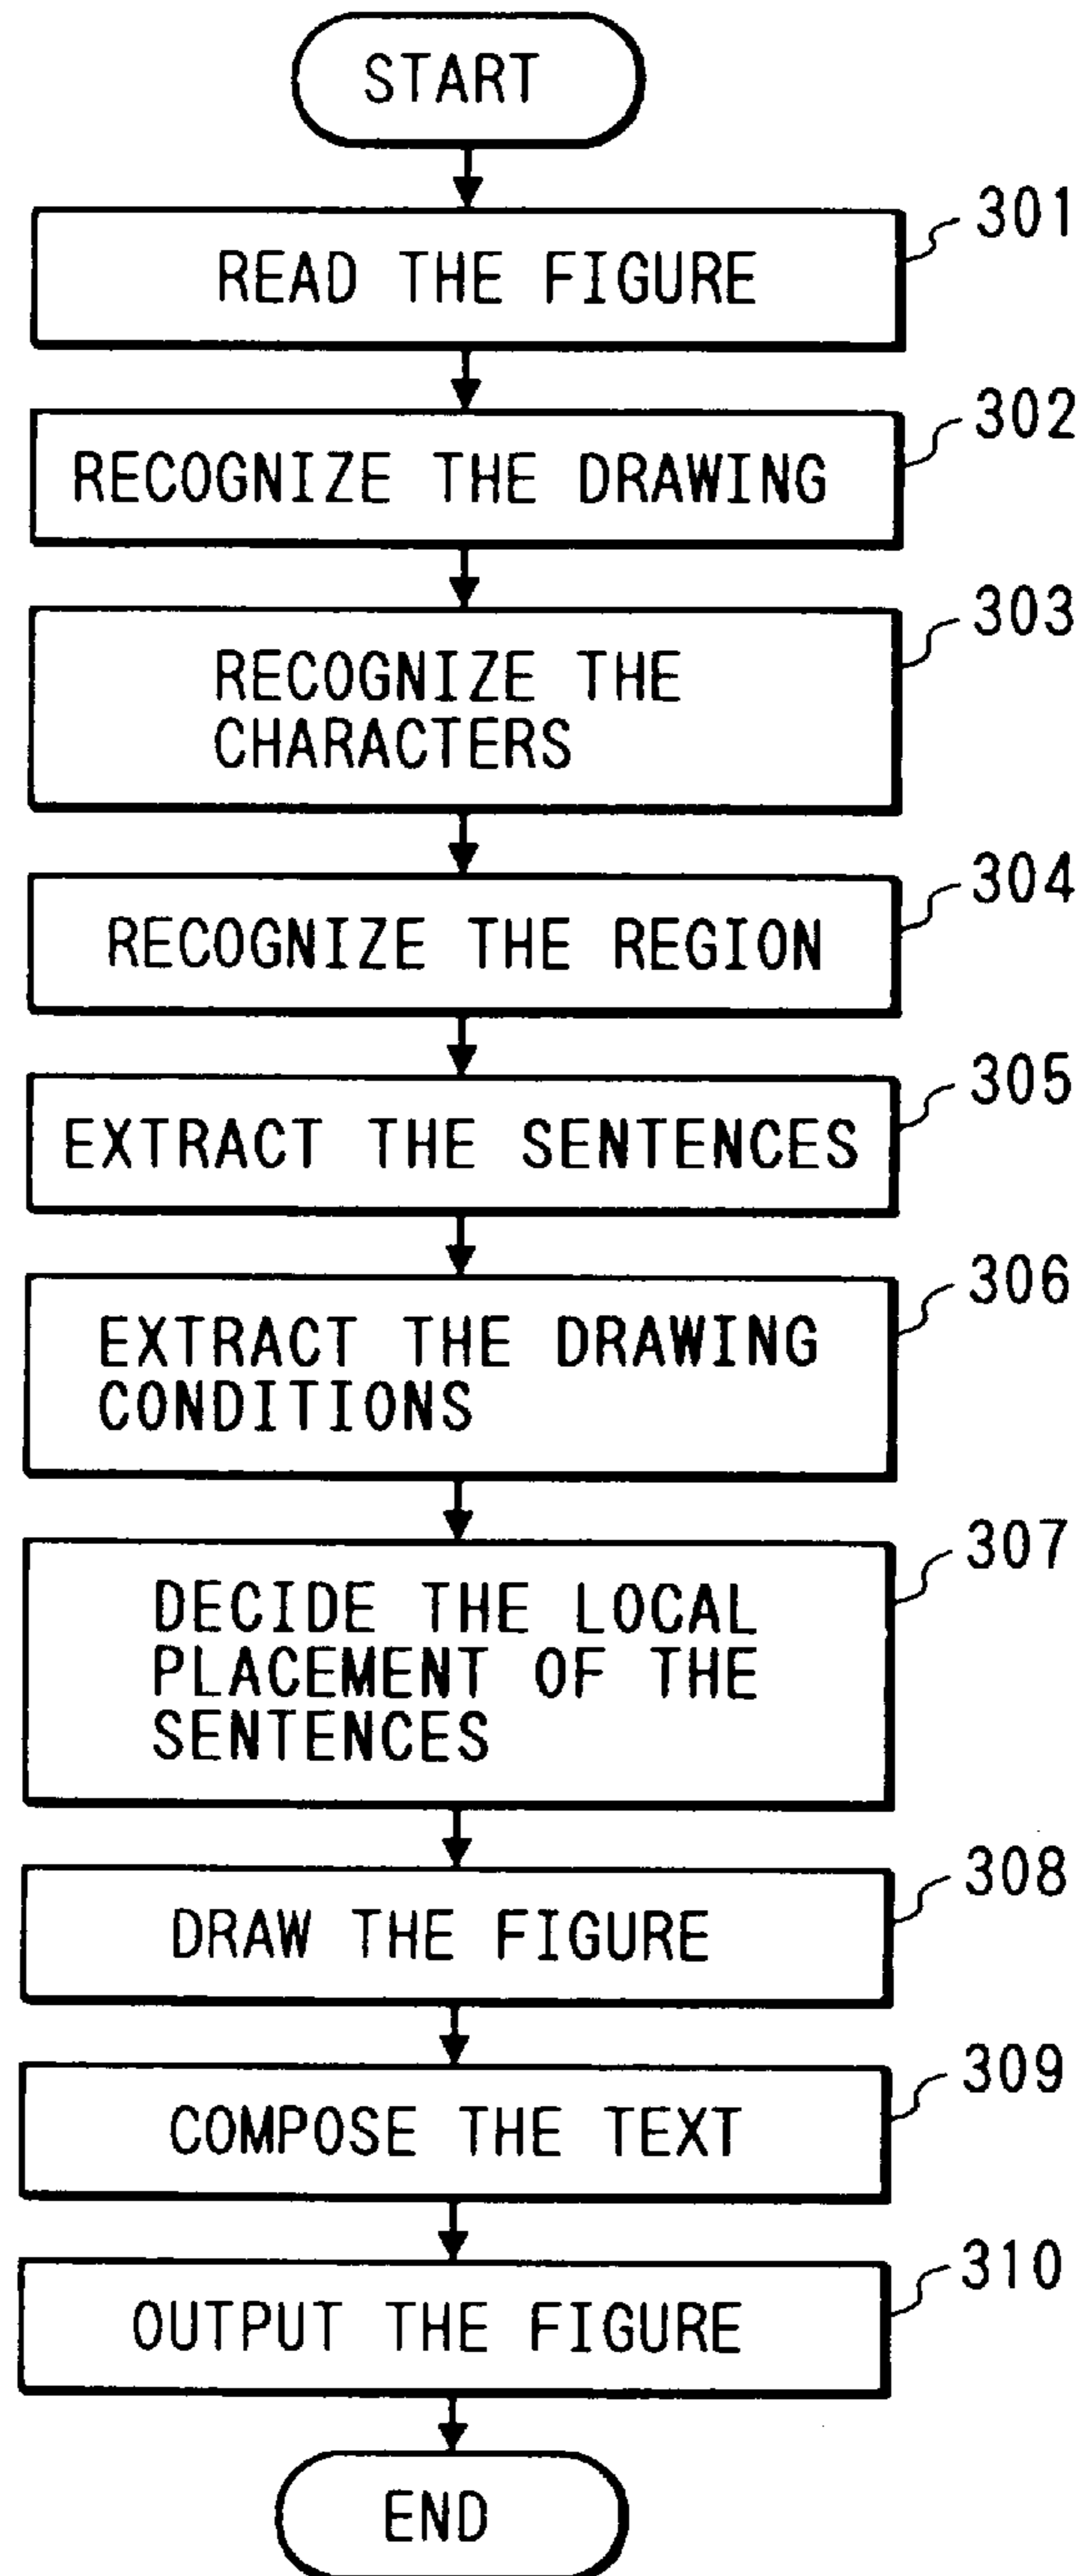 START
301
READ THE FIGURE
302
RECOGNIZE THE DRAWING
303
RECOGNIZE THE
CHARACTERS
304
RECOGNIZE THE REGION
305
EXTRACT THE SENTENCES
306
EXTRACT THE DRAWING
CONDITIONS
307
DECIDE THE LOCAL
PLACEMENT OF THE
SENTENCES
308
DRAW THE FIGURE
309
COMPOSE THE TEXT
310
OUTPUT THE FIGURE
END